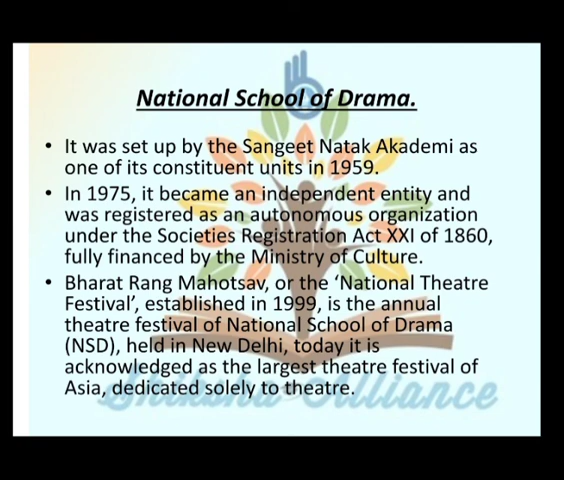 National School of Drama.
• It was set up by the Sangeet Natak Akademi as
one of its constituent units in 1959.
• In 1975, it became an independent entity and
was registered as an autonomous organization
under the Societies Registration Act XXI of 1860,
fully financed by the Ministry of Culture.
• Bharat Rang Mahotsav, or the ‘National Theatre
Festival’, established in 1999, is the annual
theatre festival of National School of Drama
(NSD), held in New Delhi, today it is
acknowledged as the largest theatre festival of
Asia, dedicated solely to theatre.
Shiksha Alliance